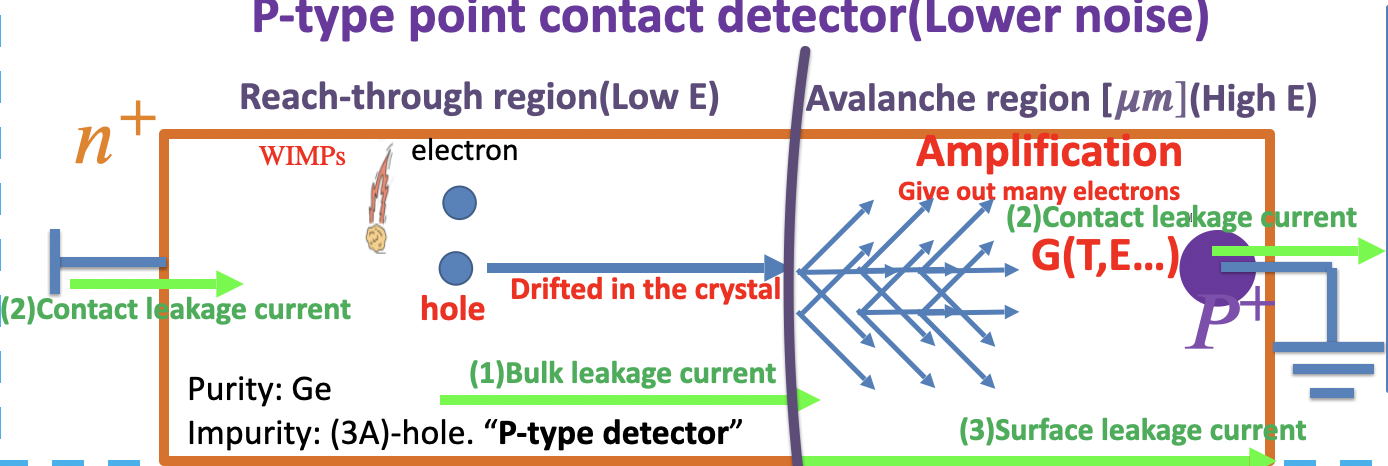 P-type point contact detector(Lower noise)
Reach-through region(Low E)
Avalanche region [μm](High E)
n+
WIMPs
electron
Amplification
Give out many electrons
(2)Contact leakage current
G(T,E...)
Drifted in the crystal
hole
(2)Contact leakage current
P+
(1)Bulk leakage current
Purity: Ge
Impurity: (3A)-hole. “P-type detector”
(3)Surface leakage current